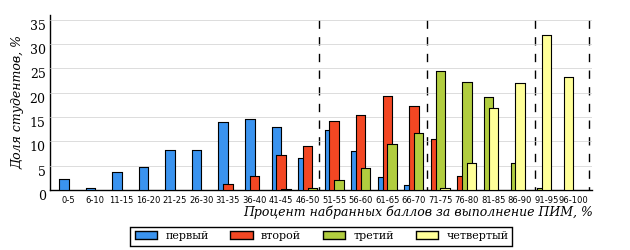 35
30
25
20
15
10
5
0
Доля студентов, %
0-5 6-10 11-15 16-20 21-25 26-30 31-35 36-40 41-45 46-50 51-55 56-60 61-65 66-70 71-75 76-80 81-85 86-90 91-95 96-100
Процент набранных баллов за выполнение ПИМ, %
первый второй третий четвертый